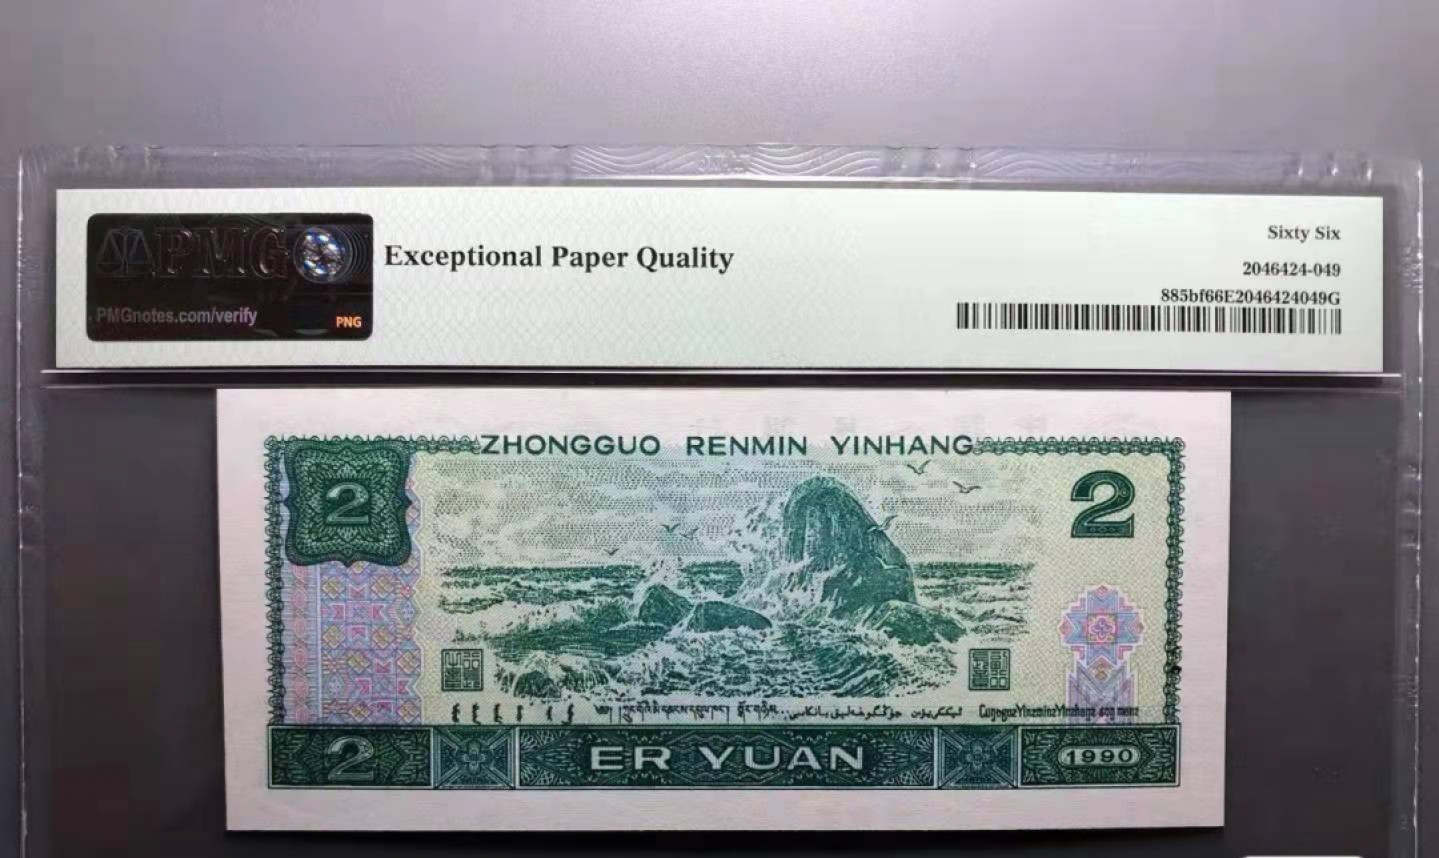 PMG
PMGnotes.com/verify
PNG
Exceptional Paper Quality
Sixty Six
2046424-049
885bf66E2046424049G
ZHONGGUO RENMIN YINHANG
2
2
2
ER YUAN
1990